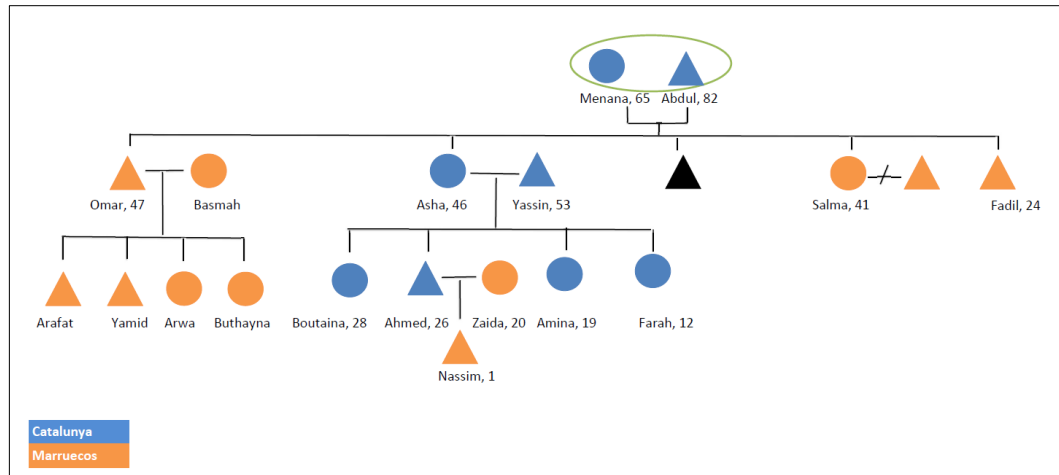 Menana, 65 Abdul, 82
Omar, 47 Basmah Asha, 46 Yassin, 53 Salma, 41 Fadil, 24
Arafat Yamid Arwa Buthayna Boutaina, 28 Ahmed, 26 Zaida, 20 Amina, 19 Farah, 12
Nassim, 1
Catalunya
Marruecos